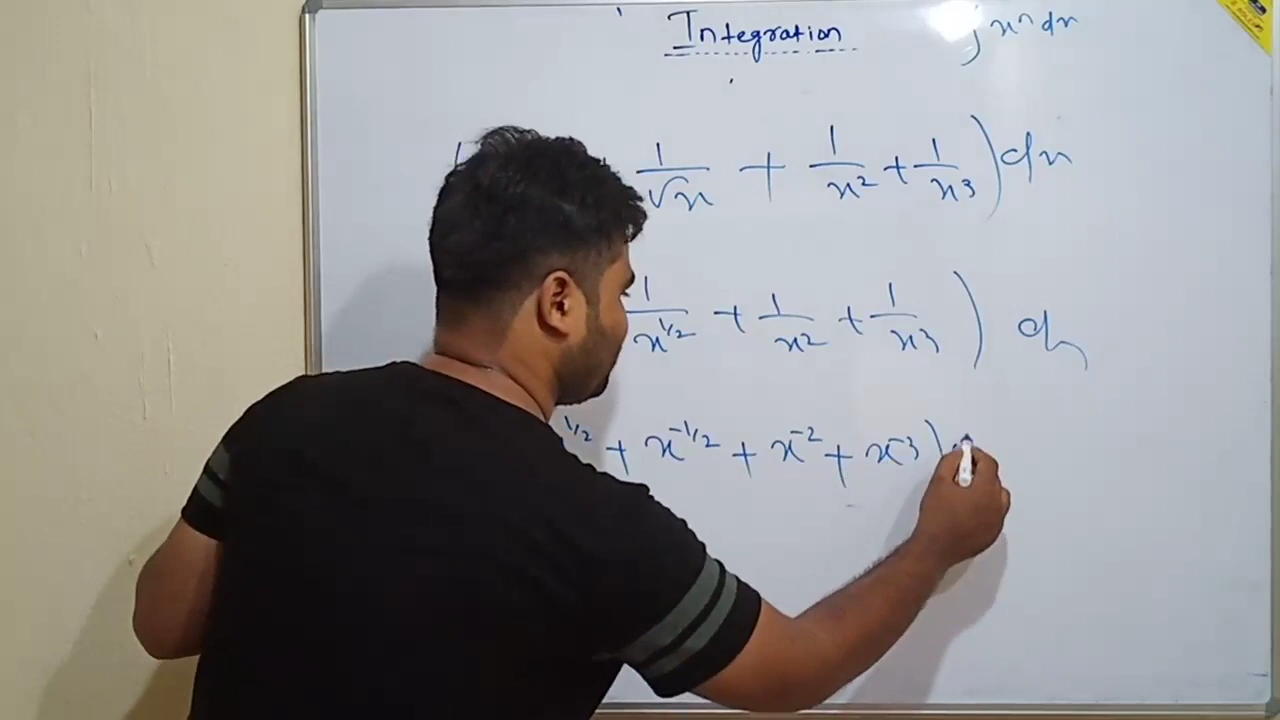 Integration ∫xⁿ dx
1/√x + 1/x² + 1/x³) dx
1/x^(1/2) + 1/x² + 1/x³) d
^(1/2) + x^(-1/2) + x^(-2) + x^(-3))